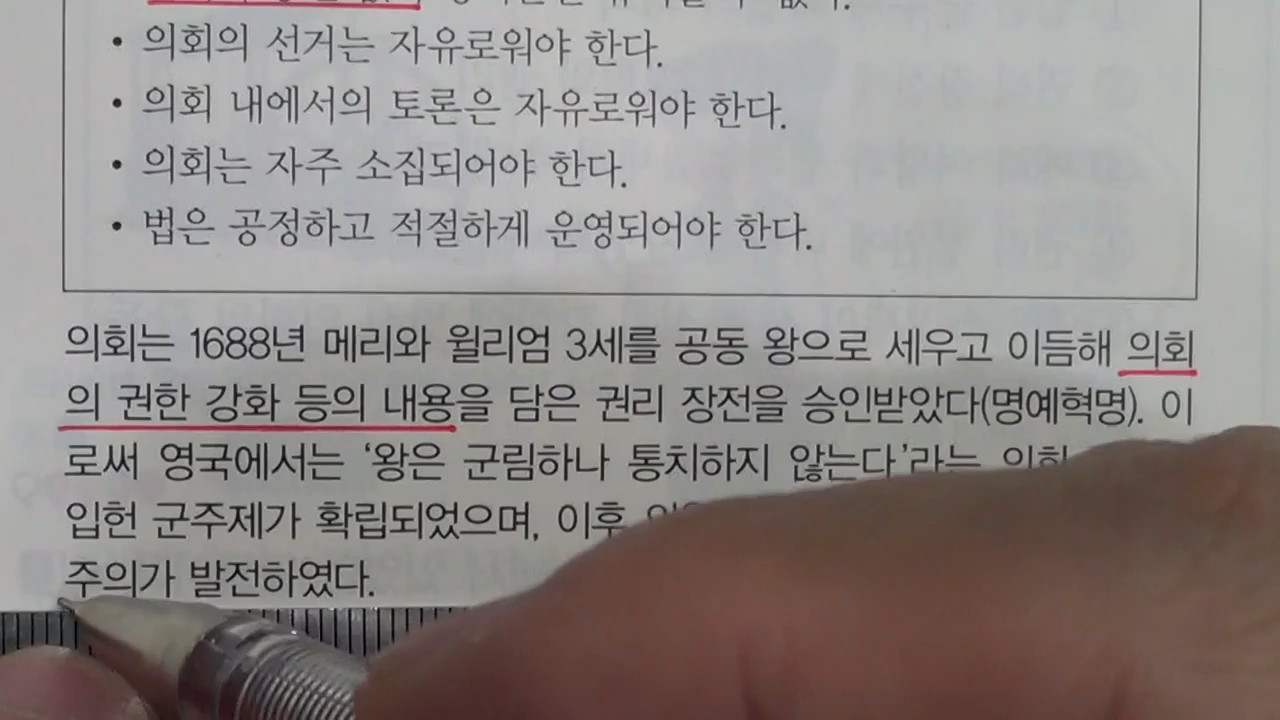 • 의회의 선거는 자유로워야 한다.
• 의회 내에서의 토론은 자유로워야 한다.
• 의회는 자주 소집되어야 한다.
• 법은 공정하고 적절하게 운영되어야 한다.
의회는 1688년 메리와 윌리엄 3세를 공동 왕으로 세우고 이듬해 의회
의 권한 강화 등의 내용을 담은 권리 장전을 승인받았다(명예혁명). 이
로써 영국에서는 ‘왕은 군림하나 통치하지 않는다’라는
입헌 군주제가 확립되었으며, 이후
주의가 발전하였다.